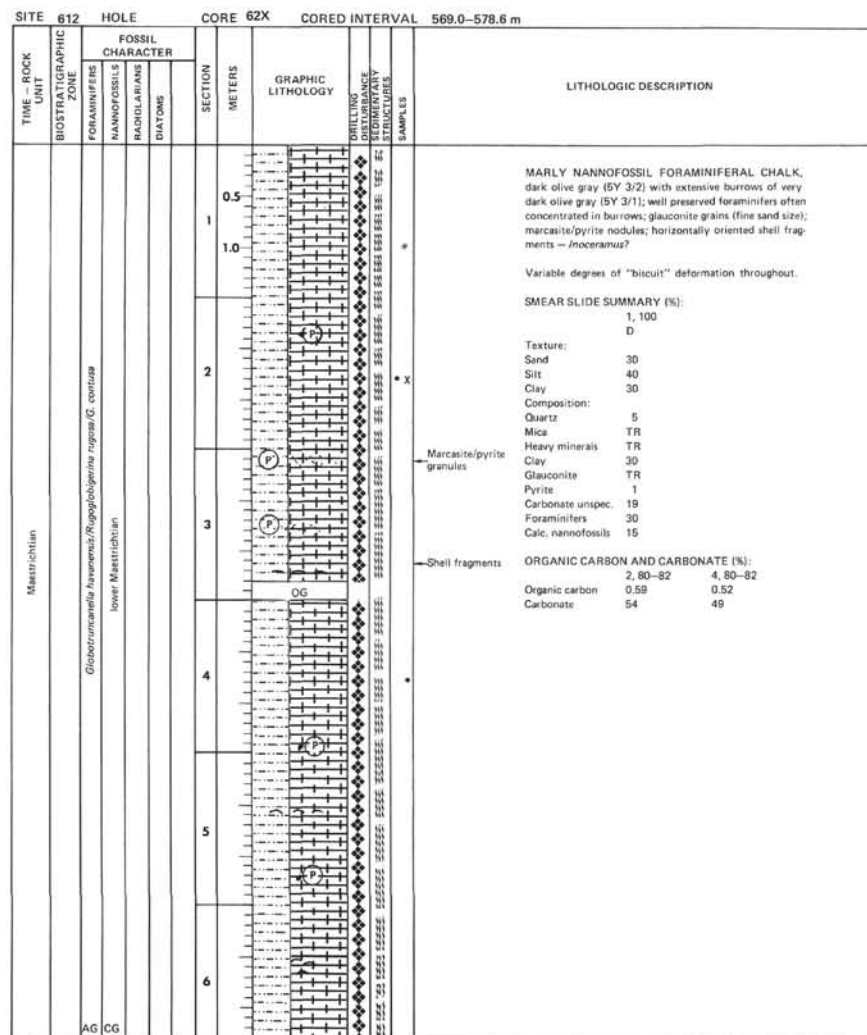 SITE 612 HOLE CORE 62X CORED INTERVAL 569.0–578.6 m
TIME – ROCK UNIT
BIOSTRATIGRAPHIC ZONE
FOSSIL CHARACTER
FORAMINIFERS
NANNOFOSSILS
RADIOLARIANS
DIATOMS
SECTION
METERS
GRAPHIC LITHOLOGY
DRILLING DISTURBANCE
SEDIMENTARY STRUCTURES
SAMPLES
LITHOLOGIC DESCRIPTION
Maestrichtian
Globotruncanella havanensis/Rugoglobigerina rugosa/G. contusa
lower Maestrichtian
AG CG
1
0.5
1.0
2
3
4
5
6
P
P
P
OG
P
P
*
• X
•
Marcasite/pyrite
granules
Shell fragments
MARLY NANNOFOSSIL FORAMINIFERAL CHALK,
dark olive gray (5Y 3/2) with extensive burrows of very
dark olive gray (5Y 3/1); well preserved foraminifers often
concentrated in burrows; glauconite grains (fine sand size);
marcasite/pyrite nodules; horizontally oriented shell frag-
ments — Inoceramus?
Variable degrees of "biscuit" deformation throughout.
SMEAR SLIDE SUMMARY (%):
1, 100
D
Texture:
Sand 30
Silt 40
Clay 30
Composition:
Quartz 5
Mica TR
Heavy minerals TR
Clay 30
Glauconite TR
Pyrite 1
Carbonate unspec. 19
Foraminifers 30
Calc. nannofossils 15
ORGANIC CARBON AND CARBONATE (%):
2, 80–82 4, 80–82
Organic carbon 0.59 0.52
Carbonate 54 49